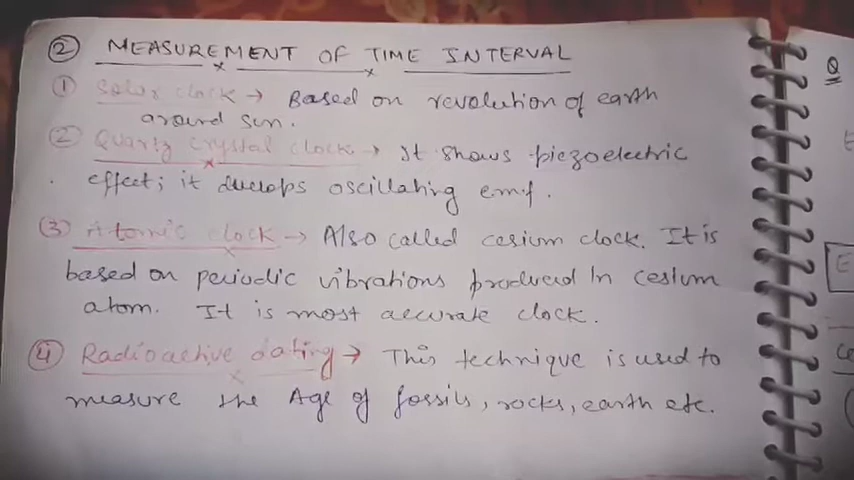 ② MEASUREMENT OF TIME INTERVAL
① Solar clock → Based on revolution of earth
around sun.
② Quartz crystal clock → It shows piezoelectric
effect; it develops oscillating emf.
③ Atomic clock → Also called cesium clock. It is
based on periodic vibrations produced in cesium
atom. It is most accurate clock.
④ Radioactive dating → This technique is used to
measure the Age of fossils, rocks, earth etc.
Q